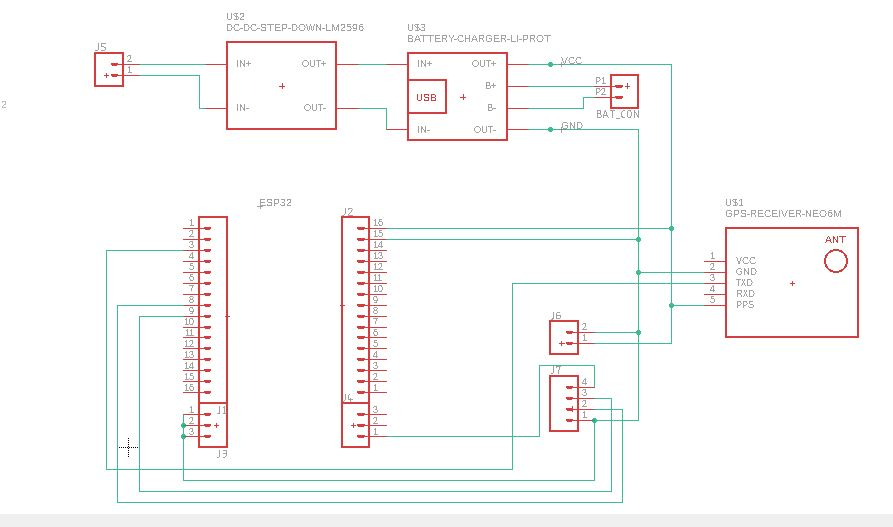 U$2
DC-DC-STEP-DOWN-LM2596
U$3
BATTERY-CHARGER-LI-PROT
J5
2
1
IN+
OUT+
IN-
OUT-
IN+
OUT+
USB
B+
B-
IN-
OUT-
VCC
GND
P1
P2
BAT_CON
2
ESP32
1
2
3
4
5
6
7
8
9
10
11
12
13
14
15
16
J1
1
2
3
J3
J2
16
15
14
13
12
11
10
9
8
7
6
5
4
3
2
1
J4
3
2
1
J6
2
1
J7
4
3
2
1
U$1
GPS-RECEIVER-NEO6M
ANT
1 VCC
2 GND
3 TXD
4 RXD
5 PPS